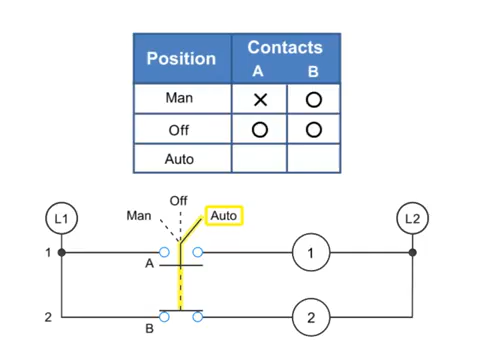 Position Contacts
A B
Man X O
Off O O
Auto
Off
Man Auto
L1 L2
1 A 1
2 B 2